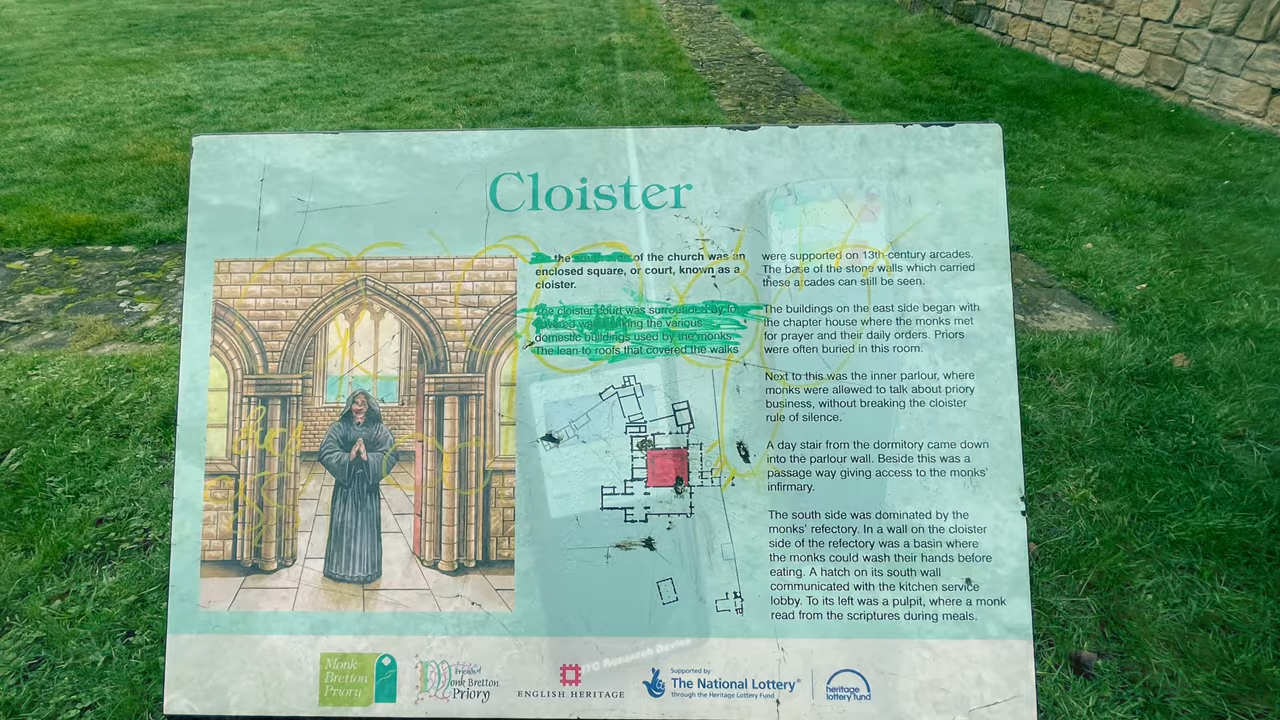 Cloister
On the south side of the church was an
enclosed square, or court, known as a
cloister.
The cloister court was surrounded by four
covered walks linking the various
domestic buildings used by the monks.
The lean-to roofs that covered the walks
were supported on 13th-century arcades.
The base of the stone walls which carried
these arcades can still be seen.
The buildings on the east side began with
the chapter house where the monks met
for prayer and their daily orders. Priors
were often buried in this room.
Next to this was the inner parlour, where
monks were allowed to talk about priory
business, without breaking the cloister
rule of silence.
A day stair from the dormitory came down
into the parlour wall. Beside this was a
passage way giving access to the monks'
infirmary.
The south side was dominated by the
monks' refectory. In a wall on the cloister
side of the refectory was a basin where
the monks could wash their hands before
eating. A hatch on its south wall
communicated with the kitchen service
lobby. To its left was a pulpit, where a monk
read from the scriptures during meals.
Monk
Bretton
Priory
Friends of
Monk Bretton
Priory
ENGLISH HERITAGE
Supported by
The National Lottery®
through the Heritage Lottery Fund
heritage
lottery fund
TC Research Device